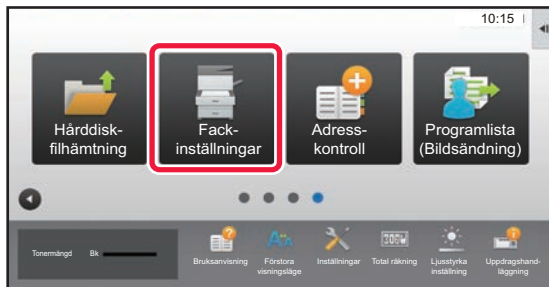 10:15
Hårddisk-
filhämtning
Fack-
inställningar
Adress-
kontroll
Programlista
(Bildsändning)
Tonermängd Bk
Bruksanvisning
Förstora
visningsläge
Inställningar
Total räkning
Ljusstyrka
inställning
Uppdragshand-
läggning